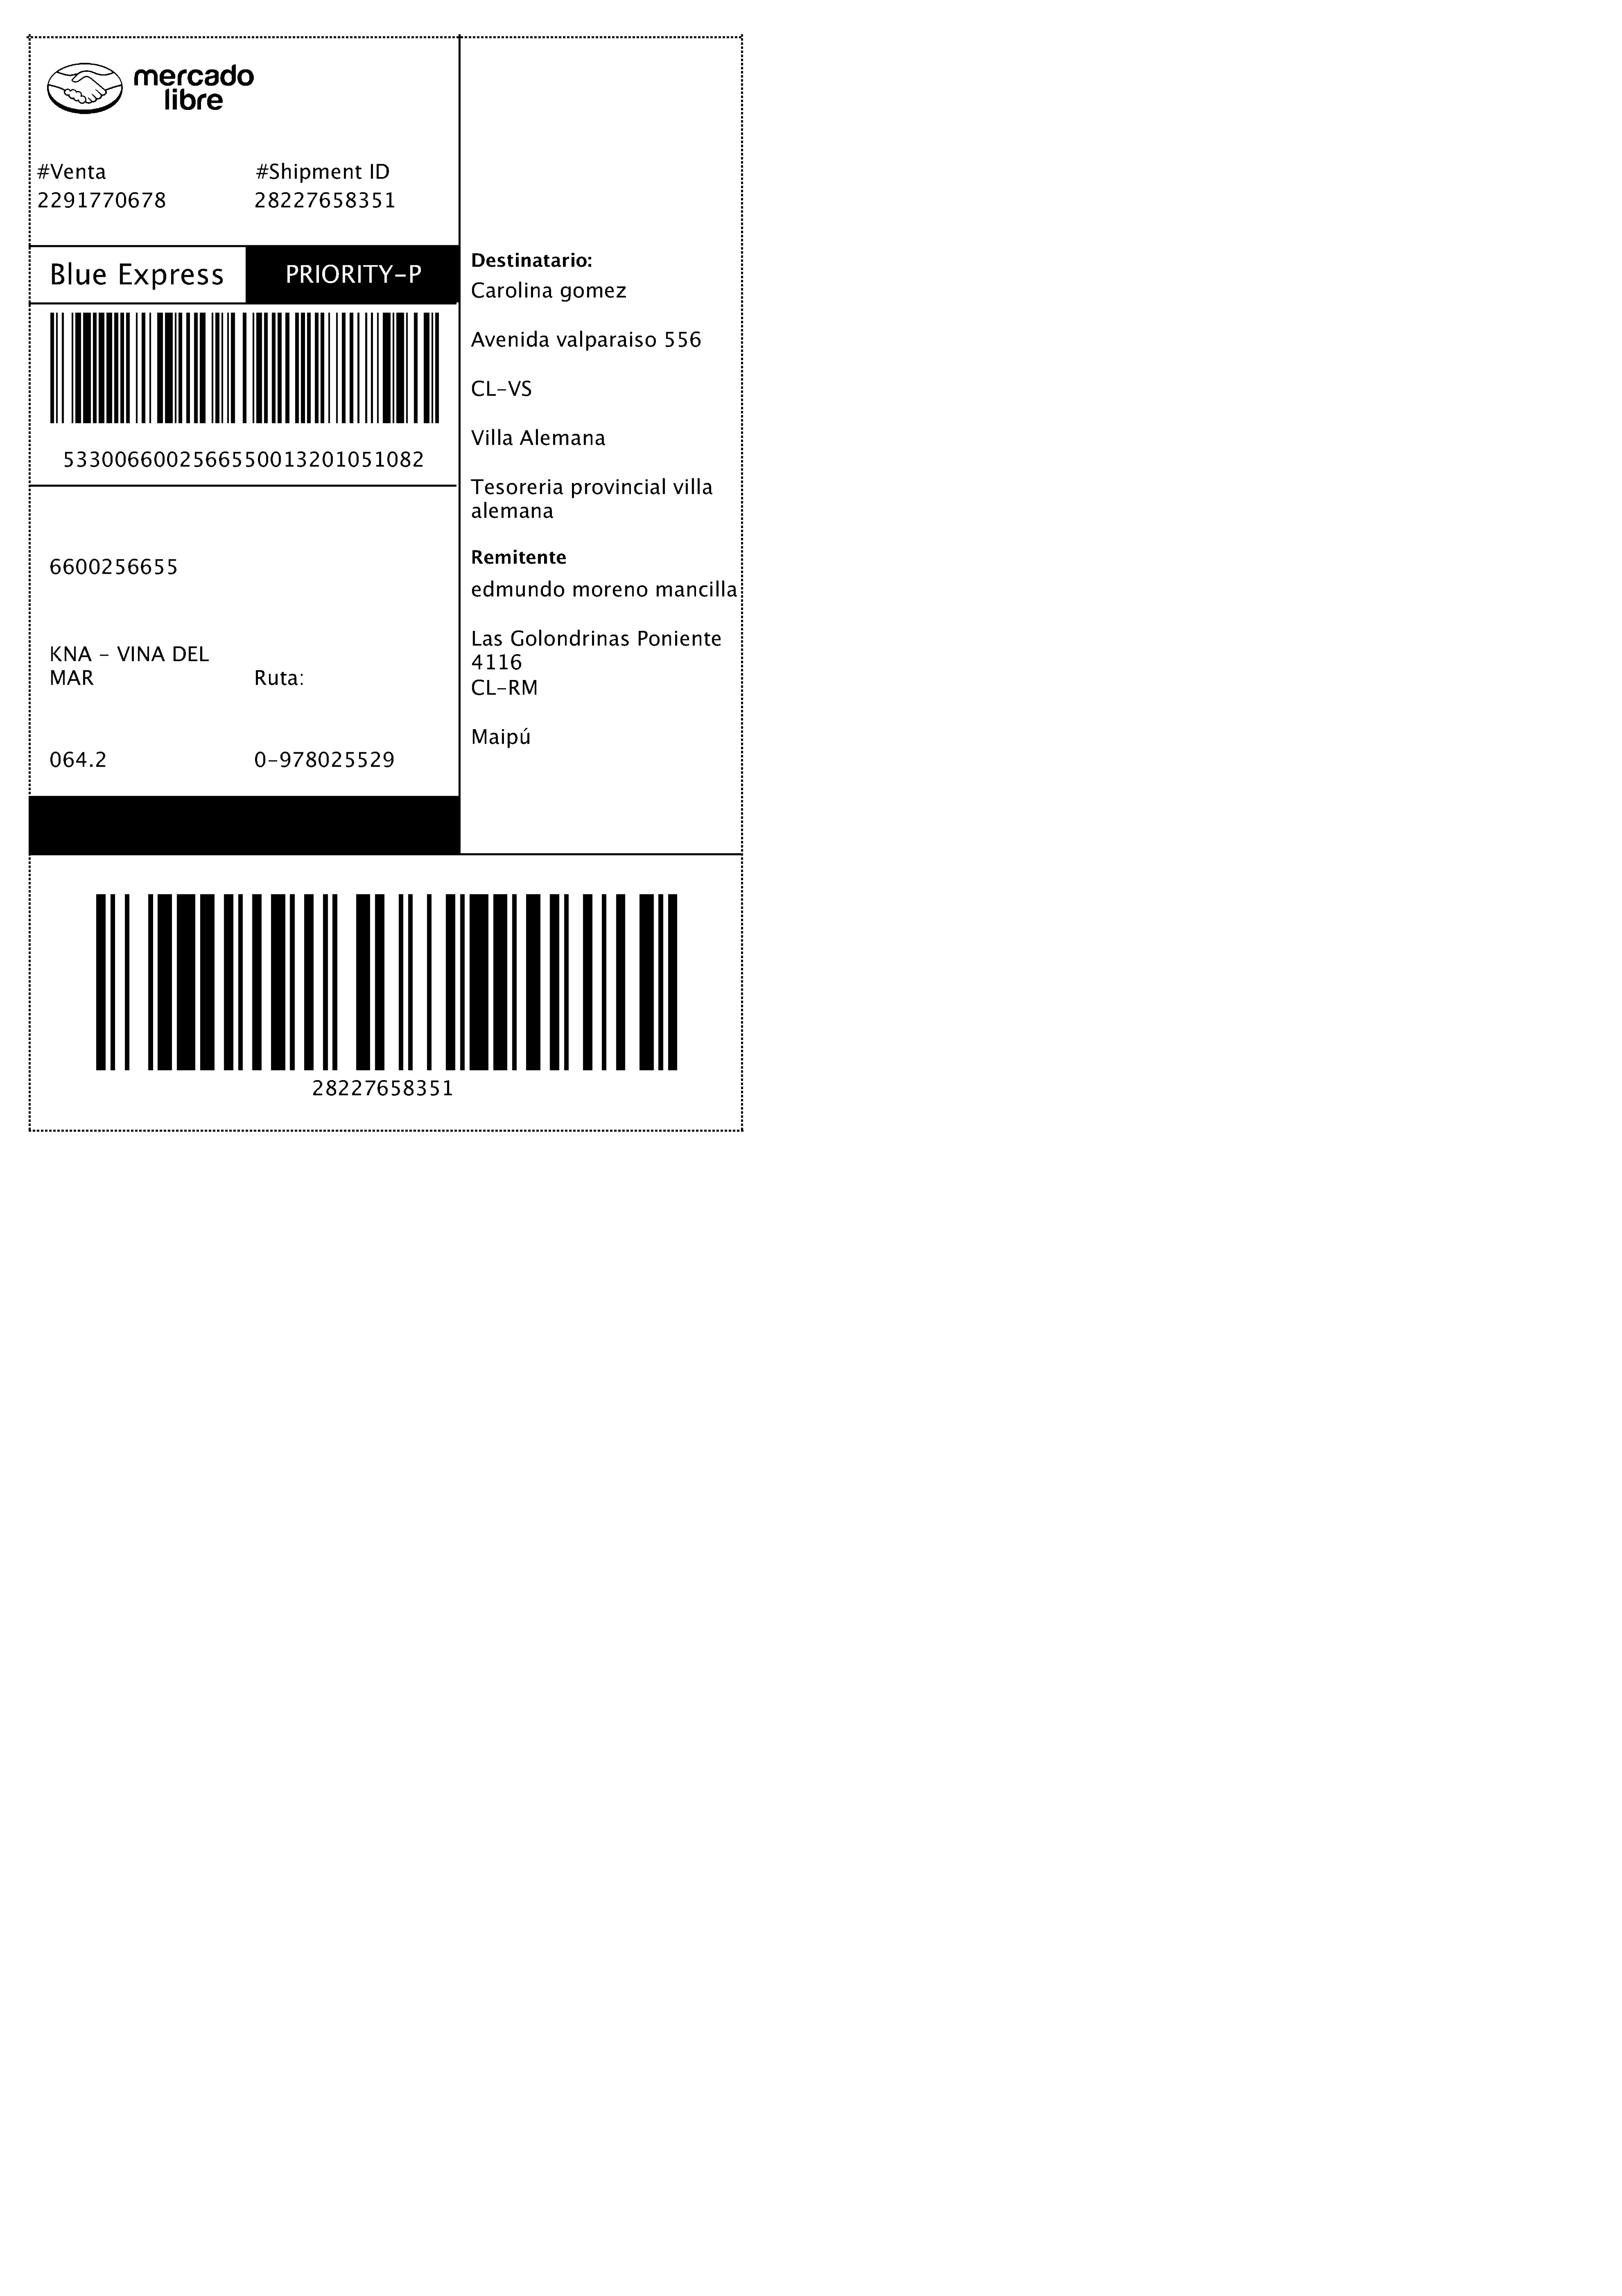 mercado
libre
#Venta
#Shipment ID
2291770678
28227658351
Blue Express
PRIORITY-P
5330066002566550013201051082
6600256655
KNA - VINA DEL
MAR
Ruta:
064.2
0-978025529
Destinatario:
Carolina gomez
Avenida valparaiso 556
CL-VS
Villa Alemana
Tesoreria provincial villa
alemana
Remitente
edmundo moreno mancilla
Las Golondrinas Poniente
4116
CL-RM
Maipú
28227658351